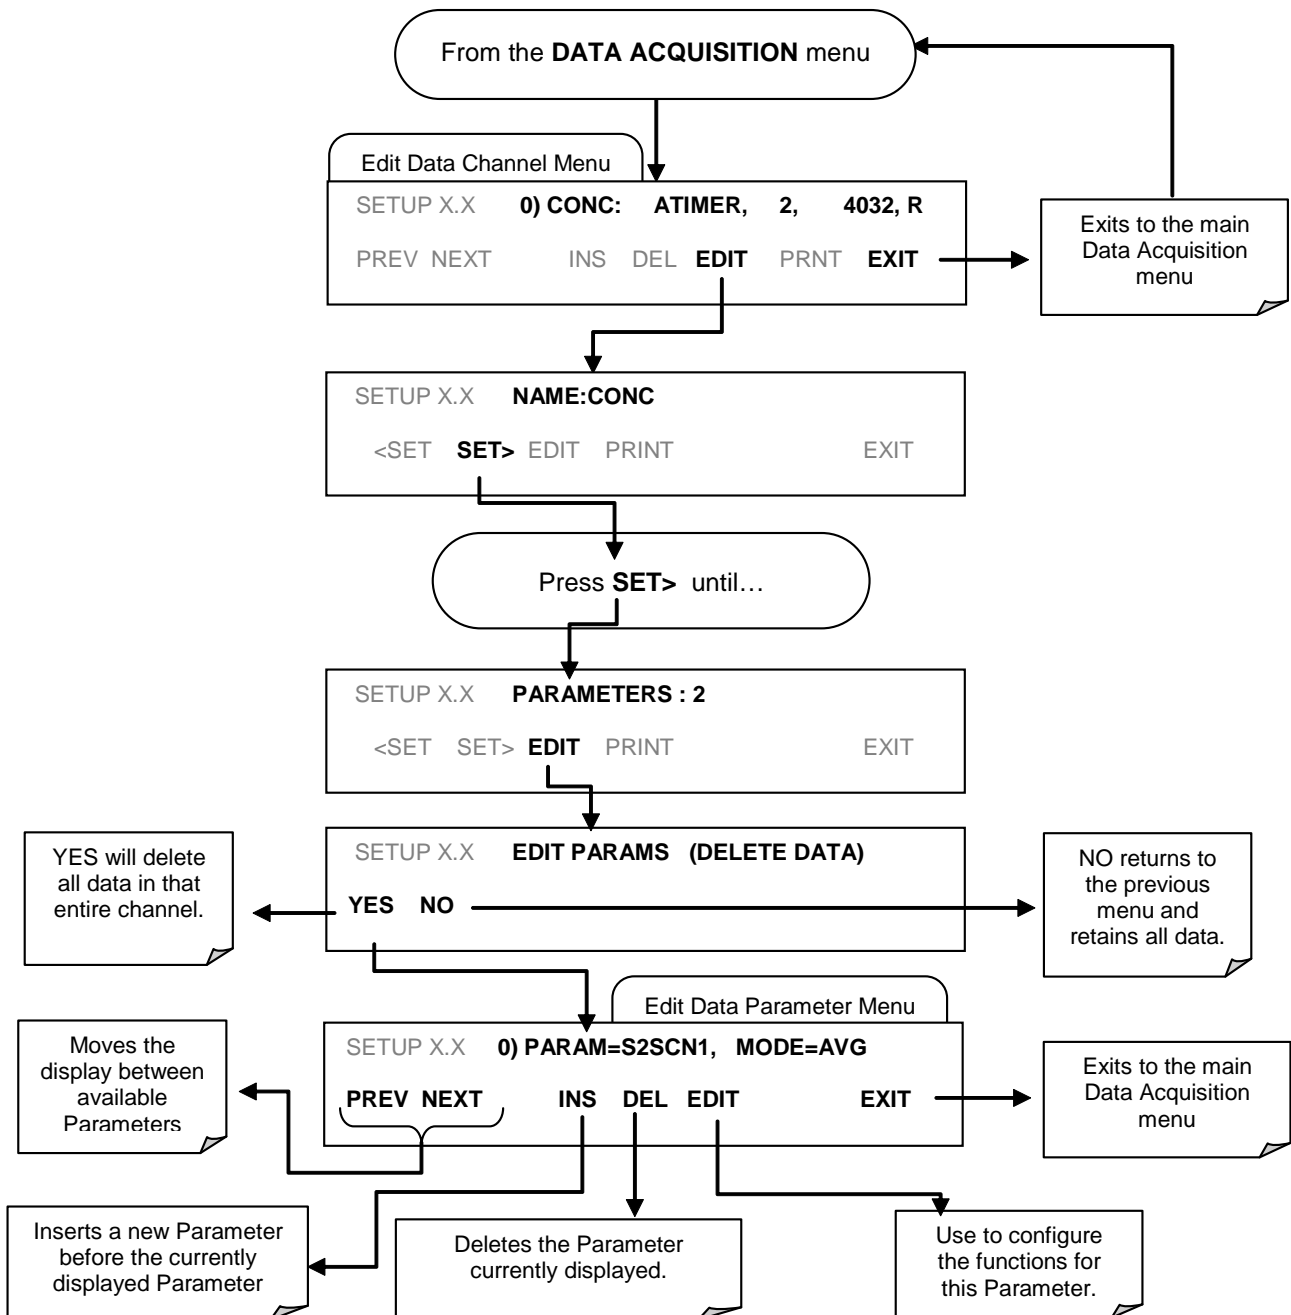 From the DATA ACQUISITION menu
Edit Data Channel Menu
SETUP X.X 0) CONC: ATIMER, 2, 4032, R
PREV NEXT INS DEL EDIT PRNT EXIT
Exits to the main
Data Acquisition
menu
SETUP X.X NAME:CONC
<SET SET> EDIT PRINT EXIT
Press SET> until…
SETUP X.X PARAMETERS : 2
<SET SET> EDIT PRINT EXIT
YES will delete
all data in that
entire channel.
SETUP X.X EDIT PARAMS (DELETE DATA)
YES NO
NO returns to
the previous
menu and
retains all data.
Edit Data Parameter Menu
Moves the
display between
available
Parameters
SETUP X.X 0) PARAM=S2SCN1, MODE=AVG
PREV NEXT INS DEL EDIT EXIT
Exits to the main
Data Acquisition
menu
Inserts a new Parameter
before the currently
displayed Parameter
Deletes the Parameter
currently displayed.
Use to configure
the functions for
this Parameter.